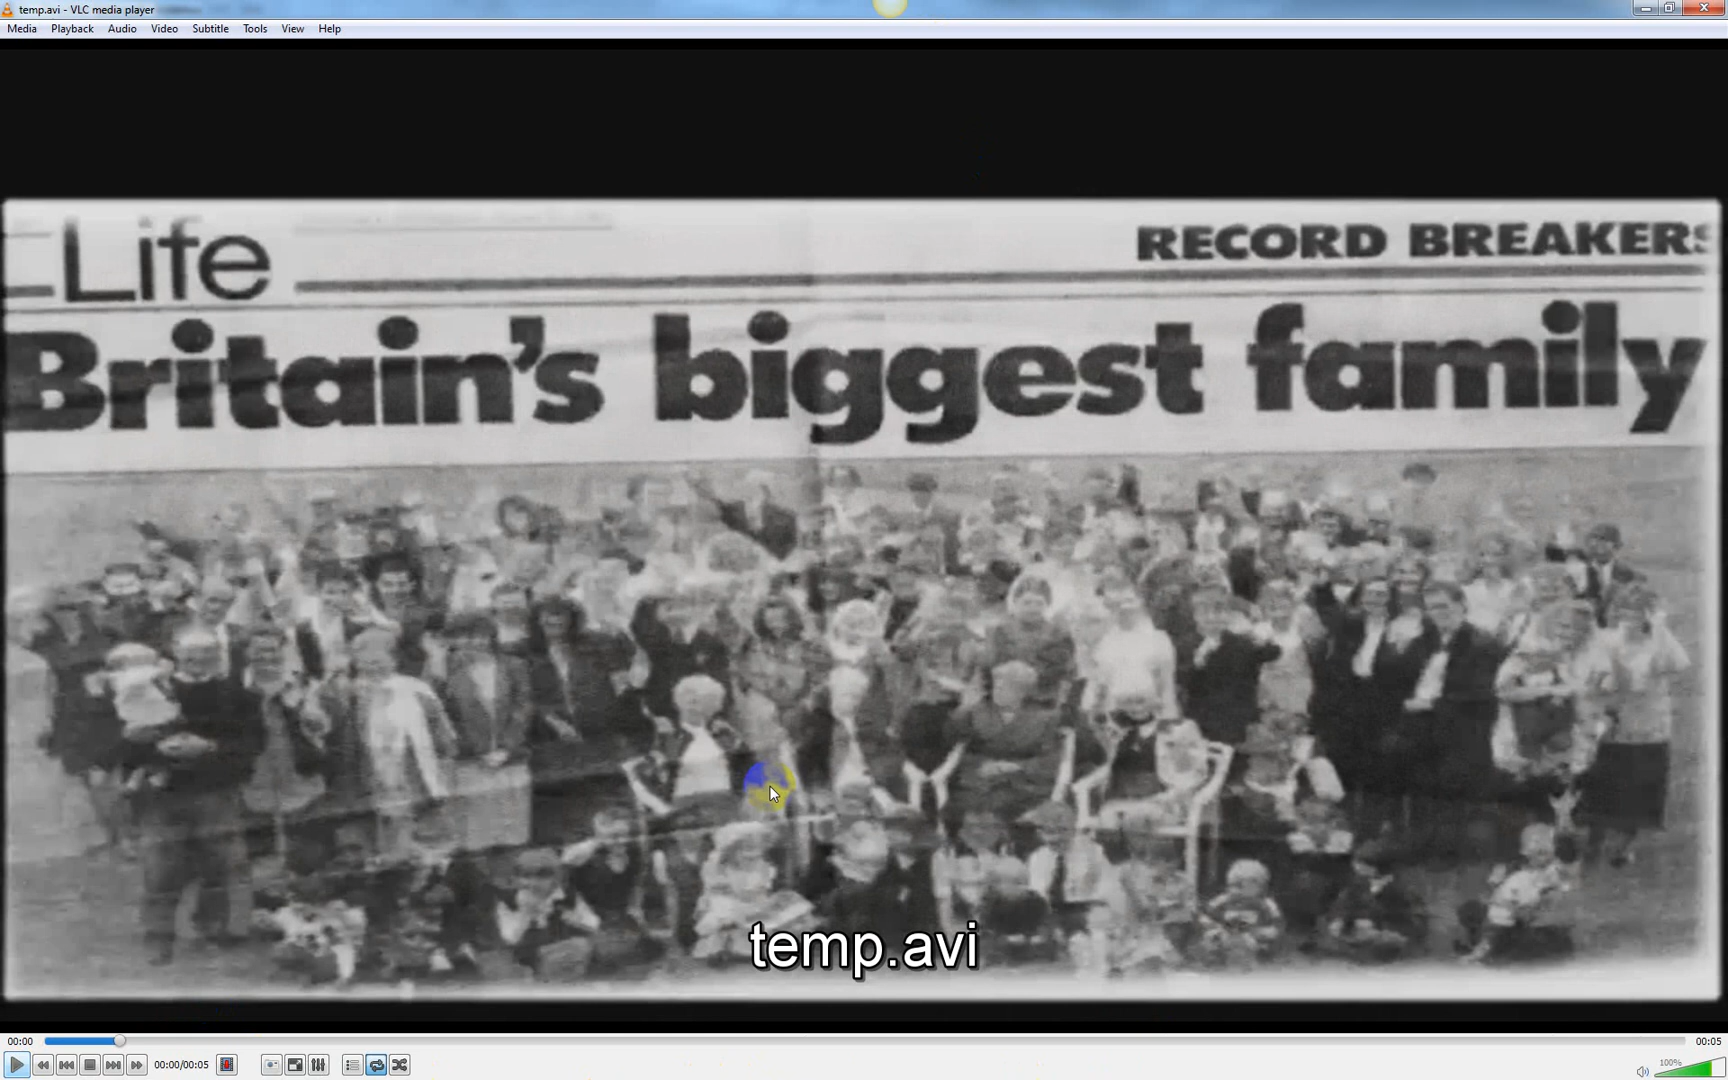 temp.avi - VLC media player
Media Playback Audio Video Subtitle Tools View Help
Life
RECORD BREAKERS
Britain's biggest family
temp.avi
00:00
00:05
00:00/00:05
100%